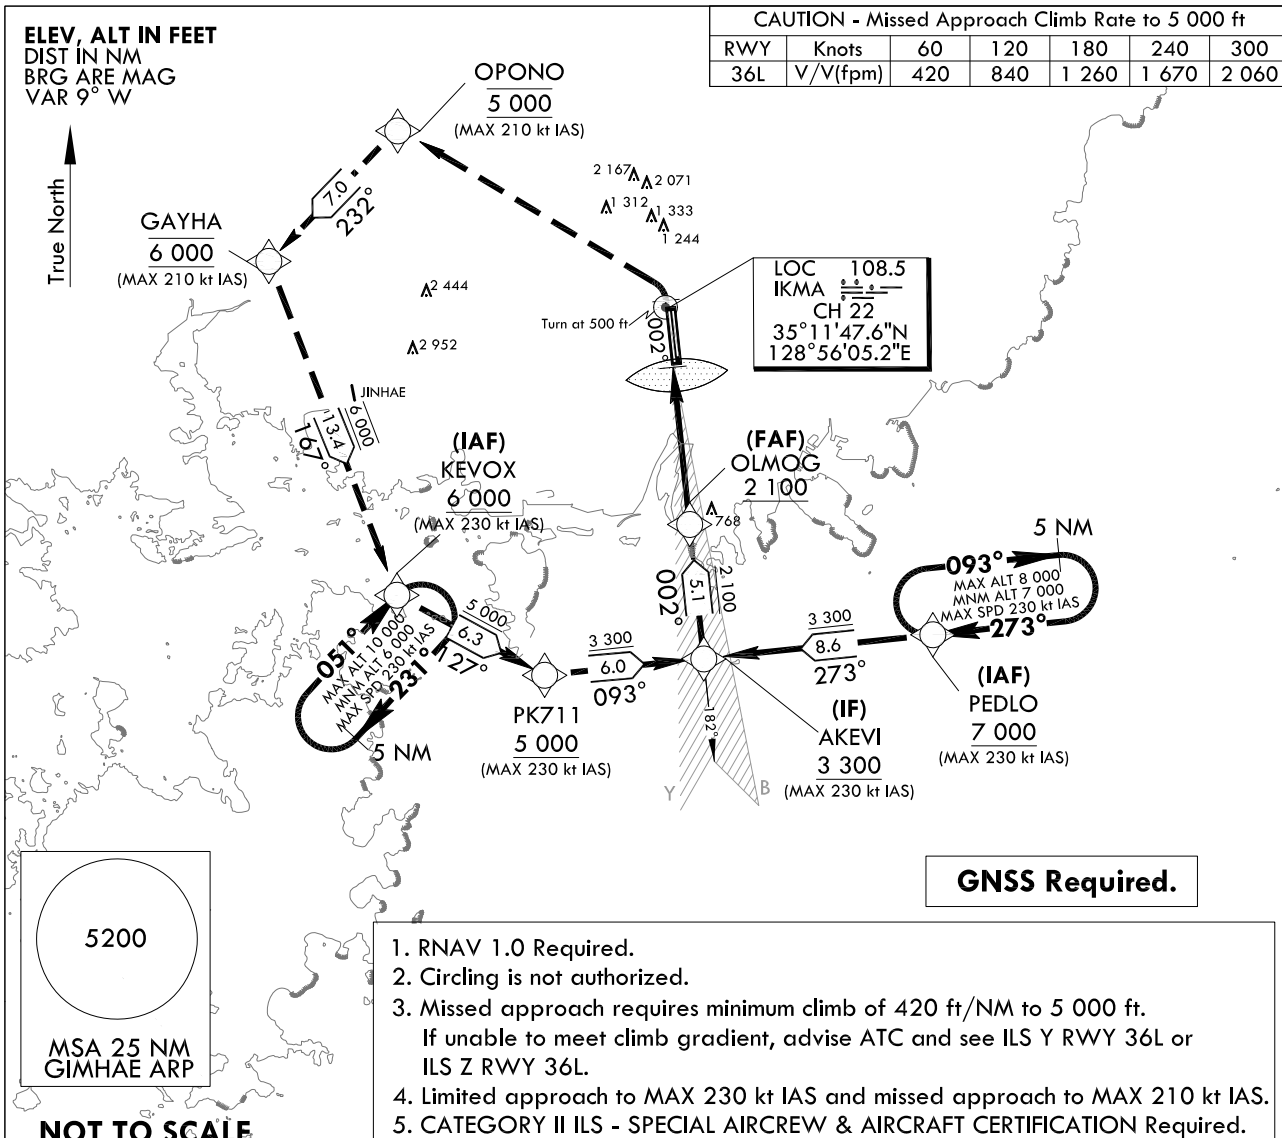 ELEV, ALT IN FEET
DIST IN NM
BRG ARE MAG
VAR 9° W
True North
CAUTION - Missed Approach Climb Rate to 5 000 ft
RWY Knots 60 120 180 240 300
36L V/V(fpm) 420 840 1 260 1 670 2 060
OPONO
5 000
(MAX 210 kt IAS)
7.0
232°
GAYHA
6 000
(MAX 210 kt IAS)
2 167
2 071
1 312
1 333
1 244
2 444
2 952
Turn at 500 ft
002°
LOC 108.5
IKMA
CH 22
35°11'47.6"N
128°56'05.2"E
JINHAE
6 000
13.4
167°
(IAF)
KEVOX
6 000
(MAX 230 kt IAS)
(FAF)
OLMOG
2 100
768
5 NM
093°
MAX ALT 8 000
MNM ALT 7 000
MAX SPD 230 kt IAS
273°
002°
5.1
2 100
051°
MAX ALT 10 000
MNM ALT 6 000
MAX SPD 230 kt IAS
231°
5 NM
5 000
6.3
127°
3 300
6.0
093°
3 300
8.6
273°
PK711
5 000
(MAX 230 kt IAS)
182°
Y
B
(IF)
AKEVI
3 300
(MAX 230 kt IAS)
(IAF)
PEDLO
7 000
(MAX 230 kt IAS)
GNSS Required.
5200
MSA 25 NM
GIMHAE ARP
NOT TO SCALE
1. RNAV 1.0 Required.
2. Circling is not authorized.
3. Missed approach requires minimum climb of 420 ft/NM to 5 000 ft.
If unable to meet climb gradient, advise ATC and see ILS Y RWY 36L or
ILS Z RWY 36L.
4. Limited approach to MAX 230 kt IAS and missed approach to MAX 210 kt IAS.
5. CATEGORY II ILS - SPECIAL AIRCREW & AIRCRAFT CERTIFICATION Required.